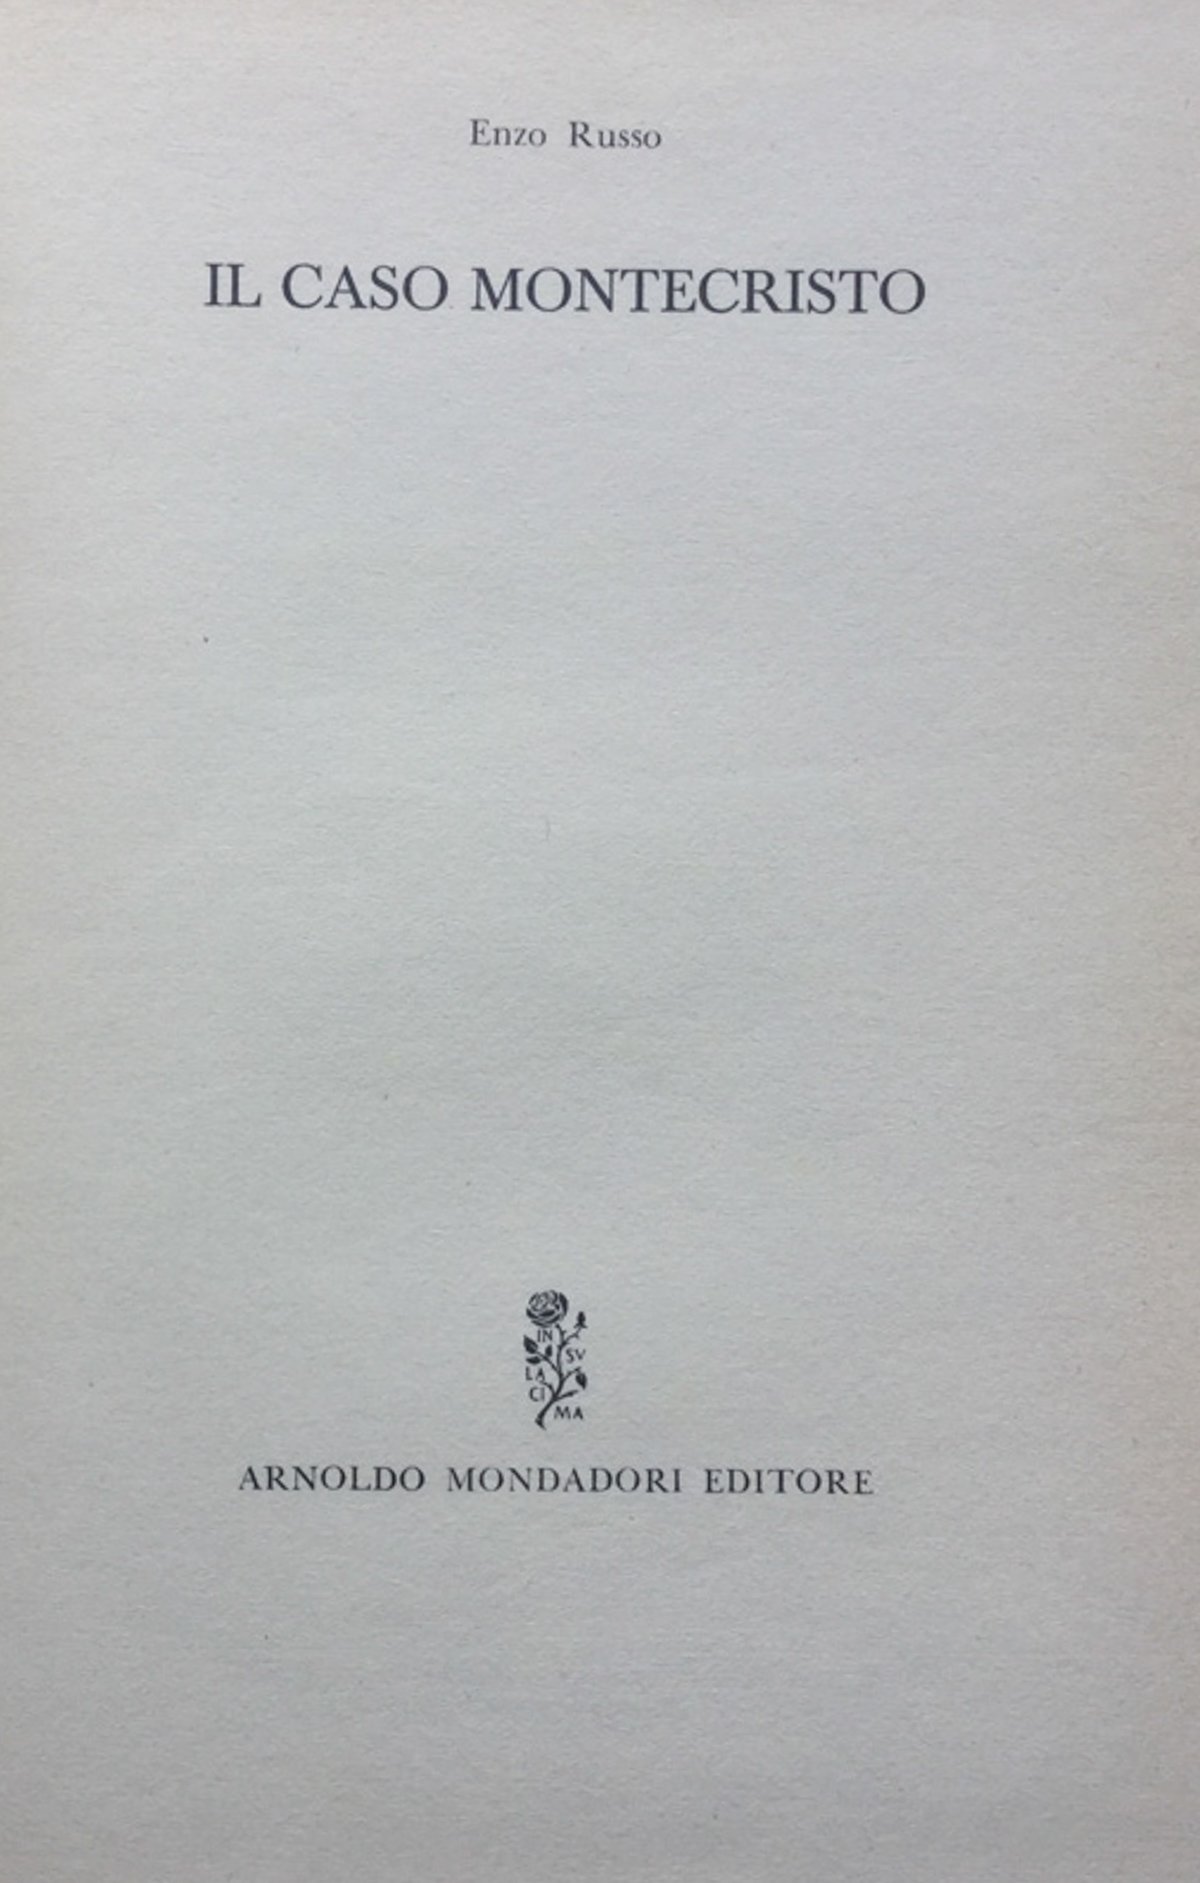 Enzo Russo
IL CASO MONTECRISTO
IN
SV
LA
CI
MA
ARNOLDO MONDADORI EDITORE